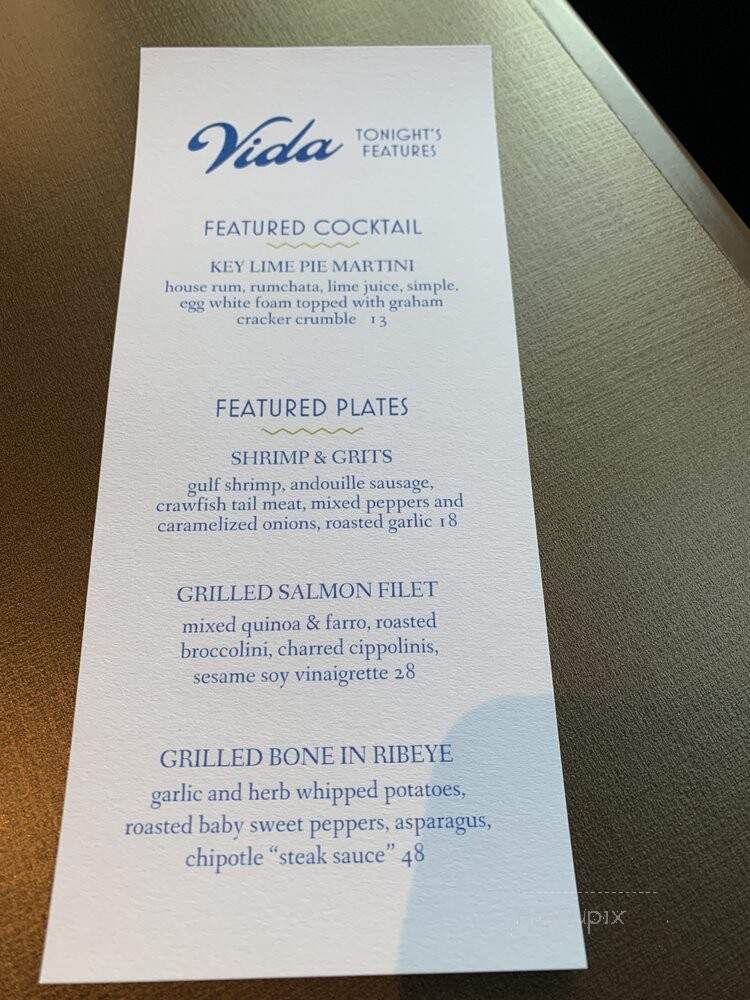 Vida TONIGHT'S
FEATURES
FEATURED COCKTAIL
KEY LIME PIE MARTINI
house rum, rumchata, lime juice, simple,
egg white foam topped with graham
cracker crumble 13
FEATURED PLATES
SHRIMP & GRITS
gulf shrimp, andouille sausage,
crawfish tail meat, mixed peppers and
caramelized onions, roasted garlic 18
GRILLED SALMON FILET
mixed quinoa & farro, roasted
broccolini, charred cippolinis,
sesame soy vinaigrette 28
GRILLED BONE IN RIBEYE
garlic and herb whipped potatoes,
roasted baby sweet peppers, asparagus,
chipotle “steak sauce” 48